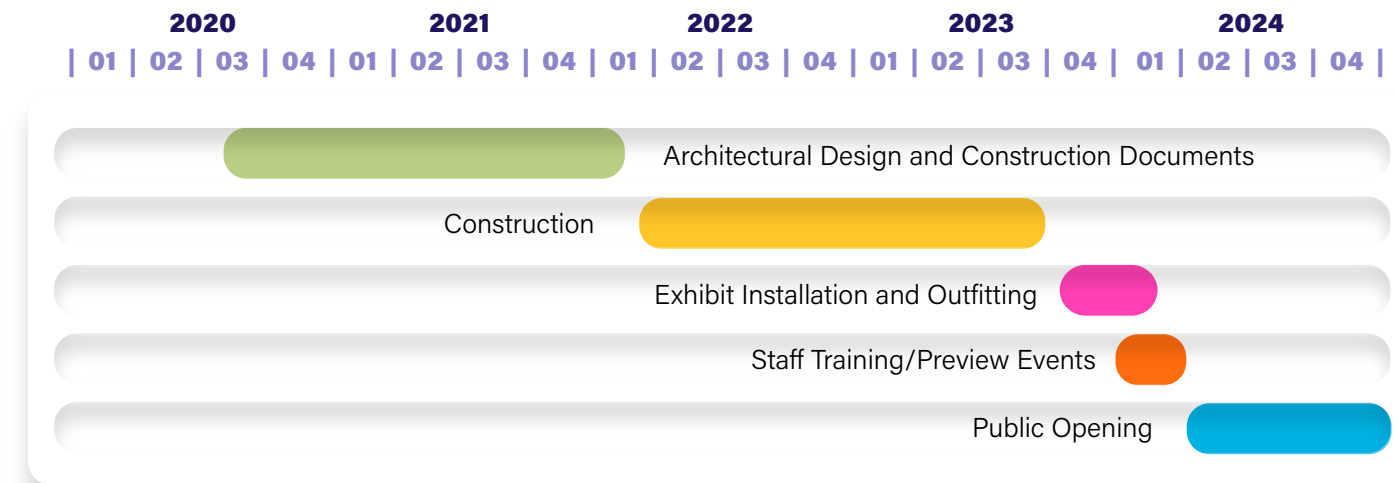 2020 2021 2022 2023 2024
| 01 | 02 | 03 | 04 | 01 | 02 | 03 | 04 | 01 | 02 | 03 | 04 | 01 | 02 | 03 | 04 | 01 | 02 | 03 | 04 |
Architectural Design and Construction Documents
Construction
Exhibit Installation and Outfitting
Staff Training/Preview Events
Public Opening